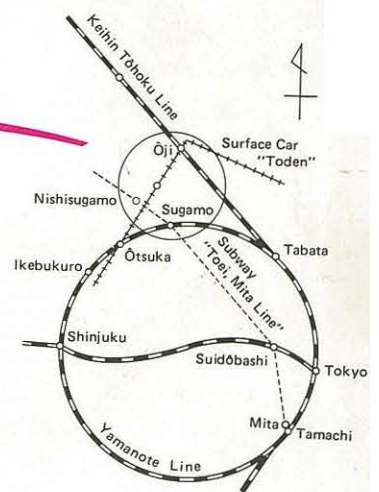 Keihin Tôhoku Line
Ôji
Surface Car
"Toden"
Nishisugamo
Sugamo
Ôtsuka
Ikebukuro
Tabata
Subway
"Toei, Mita Line"
Shinjuku
Suidôbashi
Tokyo
Mita
Tamachi
Yamanote Line